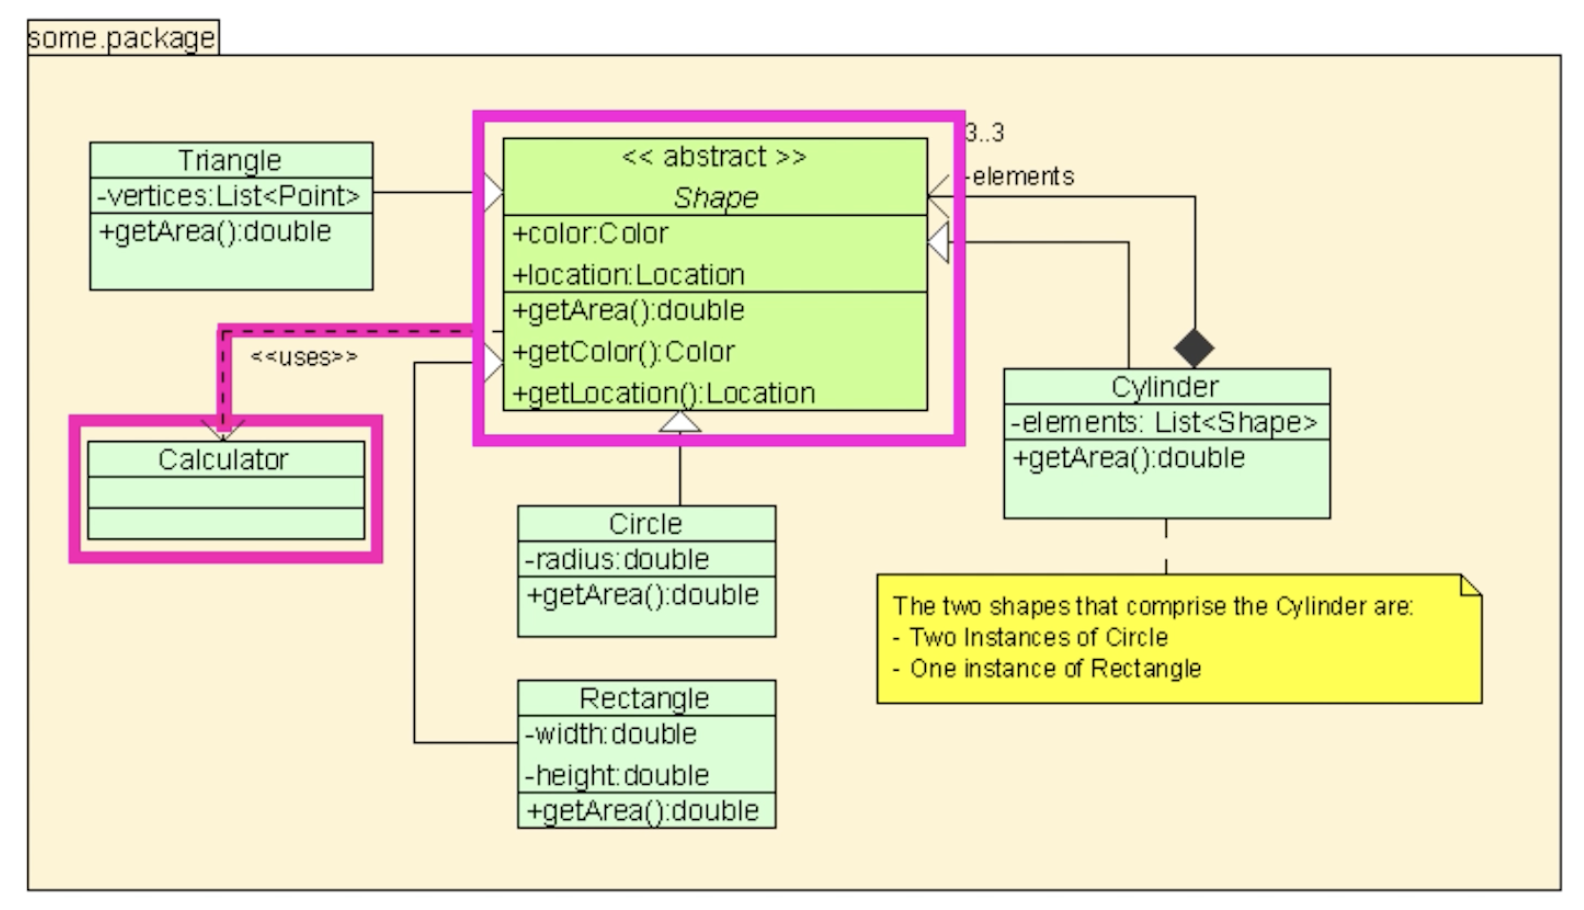 some.package
Triangle
-vertices:List<Point>
+getArea():double
<< abstract >>
Shape
+color:Color
+location:Location
+getArea():double
+getColor():Color
+getLocation():Location
3..3
-elements
<<uses>>
Calculator
Cylinder
-elements: List<Shape>
+getArea():double
Circle
-radius:double
+getArea():double
The two shapes that comprise the Cylinder are:
- Two Instances of Circle
- One instance of Rectangle
Rectangle
-width:double
-height:double
+getArea():double